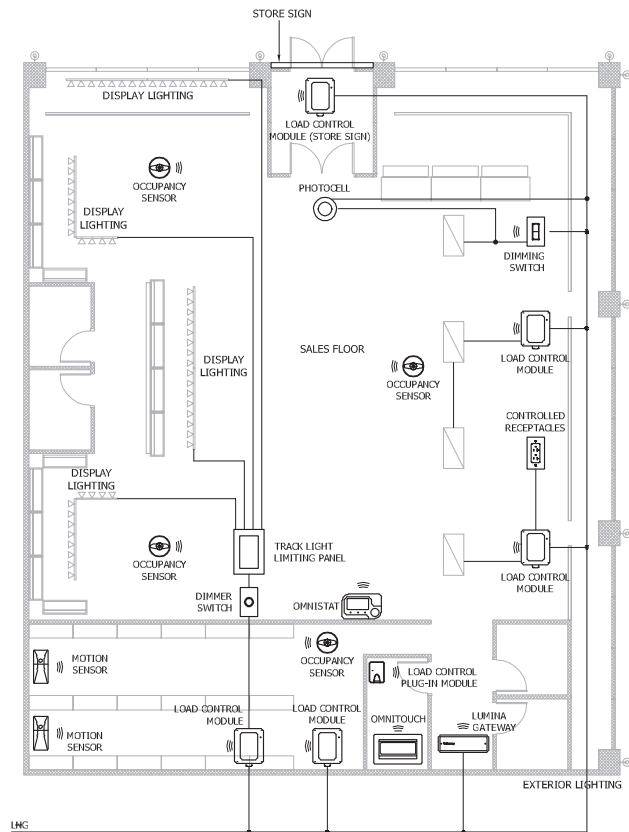 STORE SIGN
DISPLAY LIGHTING
LOAD CONTROL
MODULE (STORE SIGN)
OCCUPANCY
SENSOR
PHOTOCELL
DISPLAY
LIGHTING
DIMMING
SWITCH
SALES FLOOR
DISPLAY
LIGHTING
LOAD CONTROL
MODULE
OCCUPANCY
SENSOR
CONTROLLED
RECEPTACLES
DISPLAY
LIGHTING
TRACK LIGHT
LIMITING PANEL
OCCUPANCY
SENSOR
LOAD CONTROL
MODULE
DIMMER
SWITCH
OMNISTAT
MOTION
SENSOR
OCCUPANCY
SENSOR
LOAD CONTROL
PLUG-IN MODULE
LOAD CONTROL
MODULE
LOAD CONTROL
MODULE
OMNITOUCH
LUMINA
GATEWAY
MOTION
SENSOR
EXTERIOR LIGHTING